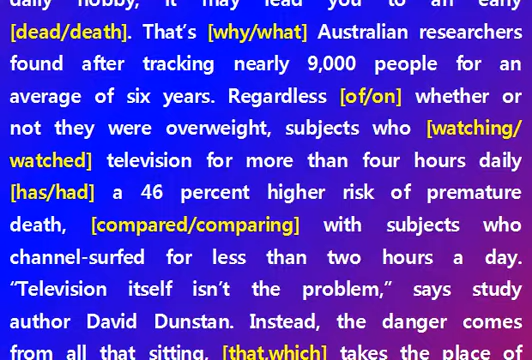 daily hobby, it may lead you to an early
[dead/death]. That's [why/what] Australian researchers
found after tracking nearly 9,000 people for an
average of six years. Regardless [of/on] whether or
not they were overweight, subjects who [watching/
watched] television for more than four hours daily
[has/had] a 46 percent higher risk of premature
death, [compared/comparing] with subjects who
channel-surfed for less than two hours a day.
“Television itself isn't the problem,” says study
author David Dunstan. Instead, the danger comes
from all that sitting, [that,which] takes the place of